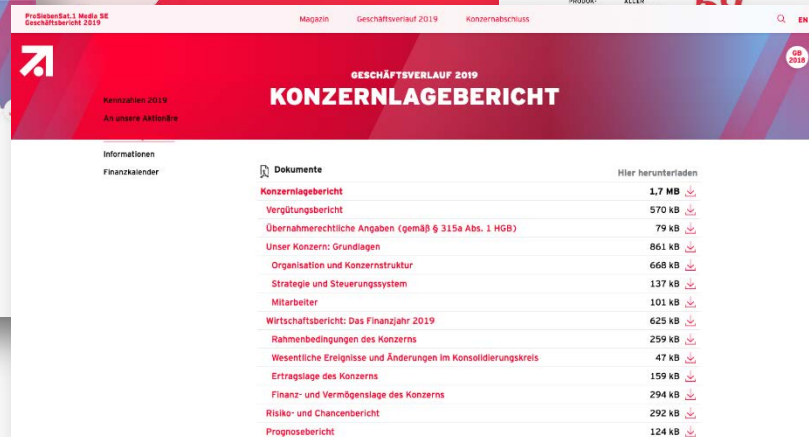 ALLER
ProSiebenSat.1 Media SE
Geschäftsbericht 2019
Magazin Geschäftsverlauf 2019 Konzernabschluss EN
GB
2018
GESCHÄFTSVERLAUF 2019
KONZERNLAGEBERICHT
Kennzahlen 2019
An unsere Aktionäre
Informationen
Finanzkalender
Dokumente Hier herunterladen
Konzernlagebericht 1,7 MB
Vergütungsbericht 570 kB
Übernahmerechtliche Angaben (gemäß § 315a Abs. 1 HGB) 79 kB
Unser Konzern: Grundlagen 861 kB
Organisation und Konzernstruktur 668 kB
Strategie und Steuerungssystem 137 kB
Mitarbeiter 101 kB
Wirtschaftsbericht: Das Finanzjahr 2019 625 kB
Rahmenbedingungen des Konzerns 259 kB
Wesentliche Ereignisse und Änderungen im Konsolidierungskreis 47 kB
Ertragslage des Konzerns 159 kB
Finanz- und Vermögenslage des Konzerns 294 kB
Risiko- und Chancenbericht 292 kB
Prognosebericht 124 kB